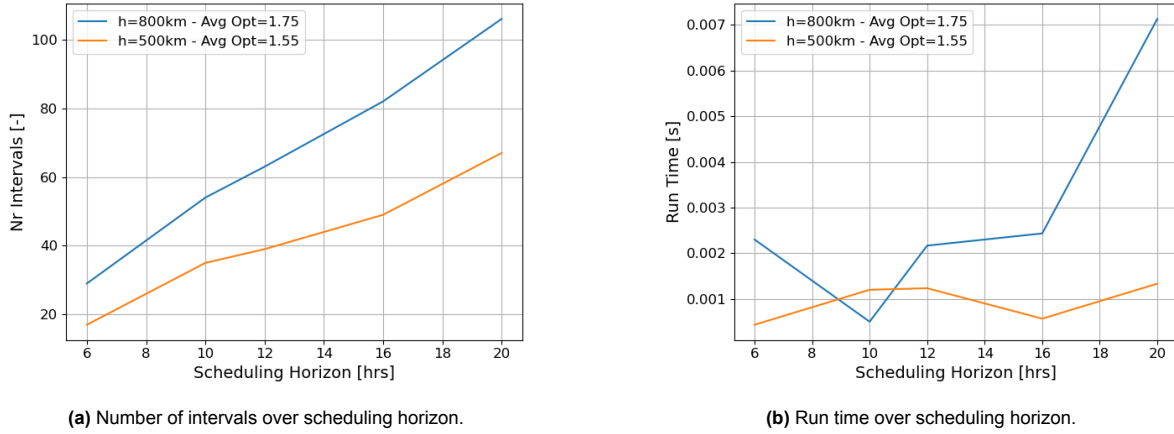 h=800km - Avg Opt=1.75
h=500km - Avg Opt=1.55
100
80
60
40
20
Nr Intervals [-]
6 8 10 12 14 16 18 20
Scheduling Horizon [hrs]
(a) Number of intervals over scheduling horizon.
h=800km - Avg Opt=1.75
h=500km - Avg Opt=1.55
0.007
0.006
0.005
0.004
0.003
0.002
0.001
Run Time [s]
6 8 10 12 14 16 18 20
Scheduling Horizon [hrs]
(b) Run time over scheduling horizon.